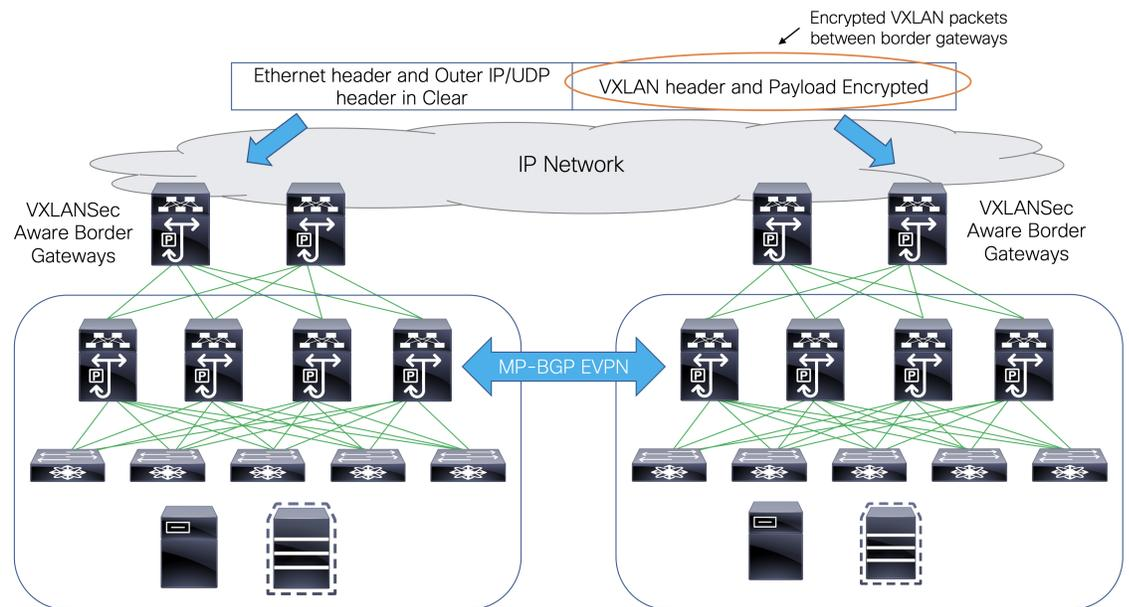 Encrypted VXLAN packets
between border gateways
Ethernet header and Outer IP/UDP
header in Clear
VXLAN header and Payload Encrypted
IP Network
VXLANSec
Aware Border
Gateways
VXLANSec
Aware Border
Gateways
P
P
P
P
P
P
P
P
MP-BGP EVPN
P
P
P
P